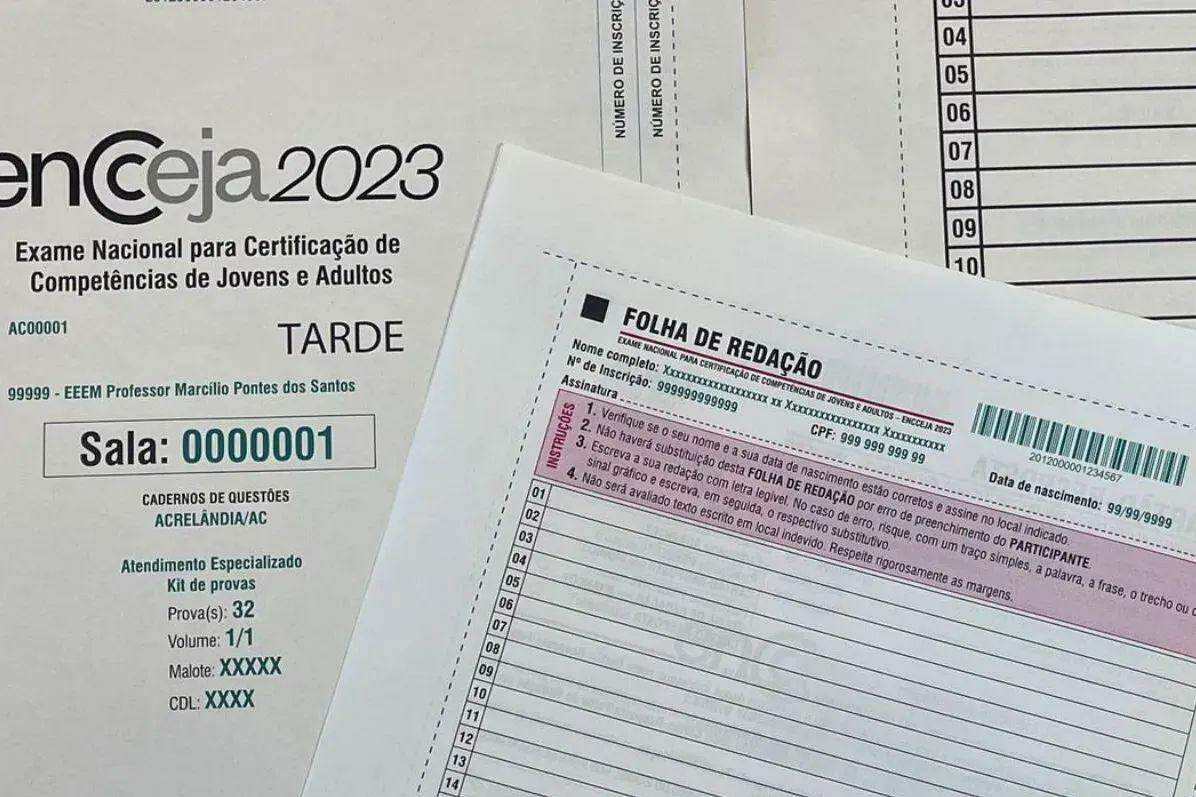 encceja 2023
Exame Nacional para Certificação de
Competências de Jovens e Adultos
AC00001
TARDE
99999 - EEEM Professor Marcílio Pontes dos Santos
Sala: 0000001
CADERNOS DE QUESTÕES
ACRELÂNDIA/AC
Atendimento Especializado
Kit de provas
Prova(s): 32
Volume: 1/1
Malote: XXXXX
CDL: XXXX
NÚMERO DE INSCRIÇ
NÚMERO DE INSCRIÇ
03
04
05
06
07
08
09
10
FOLHA DE REDAÇÃO
EXAME NACIONAL PARA CERTIFICAÇÃO DE COMPETÊNCIAS DE JOVENS E ADULTOS – ENCCEJA 2023
Nome completo: Xxxxxxxxxxxxxxxxxx xx Xxxxxxxxxxxxxxxx Xxxxxxxxxxx
Nº de Inscrição: 999999999999
CPF: 999 999 999 99
Assinatura
2012000001234567
Data de nascimento: 99/99/9999
INSTRUÇÕES
1. Verifique se o seu nome e a sua data de nascimento estão corretos e assine no local indicado.
2. Não haverá substituição desta FOLHA DE REDAÇÃO por erro de preenchimento do PARTICIPANTE.
3. Escreva a sua redação com letra legível. No caso de erro, risque, com um traço simples, a palavra, a frase, o trecho ou o
sinal gráfico e escreva, em seguida, o respectivo substitutivo.
4. Não será avaliado texto escrito em local indevido. Respeite rigorosamente as margens.
01
02
03
04
05
06
07
08
09
10
11
12
13
14